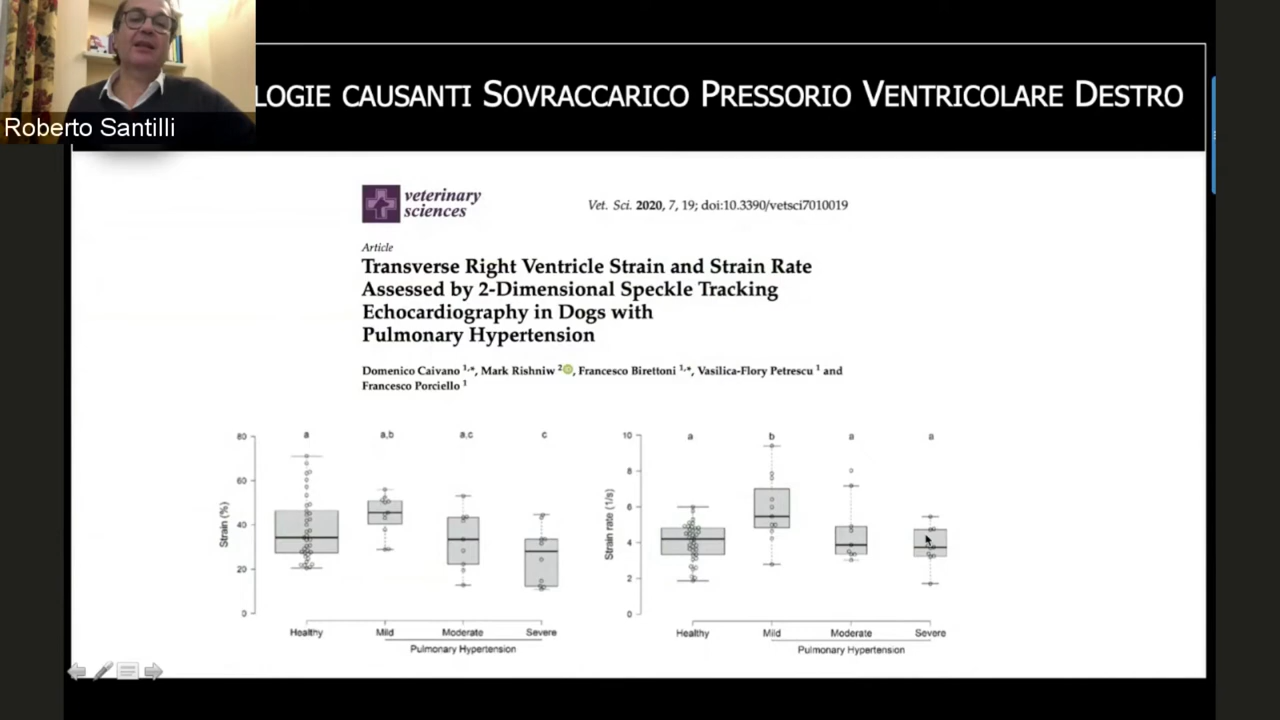 LOGIE CAUSANTI SOVRACCARICO PRESSORIO VENTRICOLARE DESTRO
Roberto Santilli
veterinary
sciences
Vet. Sci. 2020, 7, 19; doi:10.3390/vetsci7010019
Article
Transverse Right Ventricle Strain and Strain Rate
Assessed by 2-Dimensional Speckle Tracking
Echocardiography in Dogs with
Pulmonary Hypertension
Domenico Caivano 1,*, Mark Rishniw 2, Francesco Birettoni 1,*, Vasilica-Flory Petrescu 1 and
Francesco Porciello 1
80 a a,b a,c c
60
40
20
0
Strain (%)
Healthy Mild Moderate Severe
Pulmonary Hypertension
10 a b a a
8
6
4
2
0
Strain rate (1/s)
Healthy Mild Moderate Severe
Pulmonary Hypertension